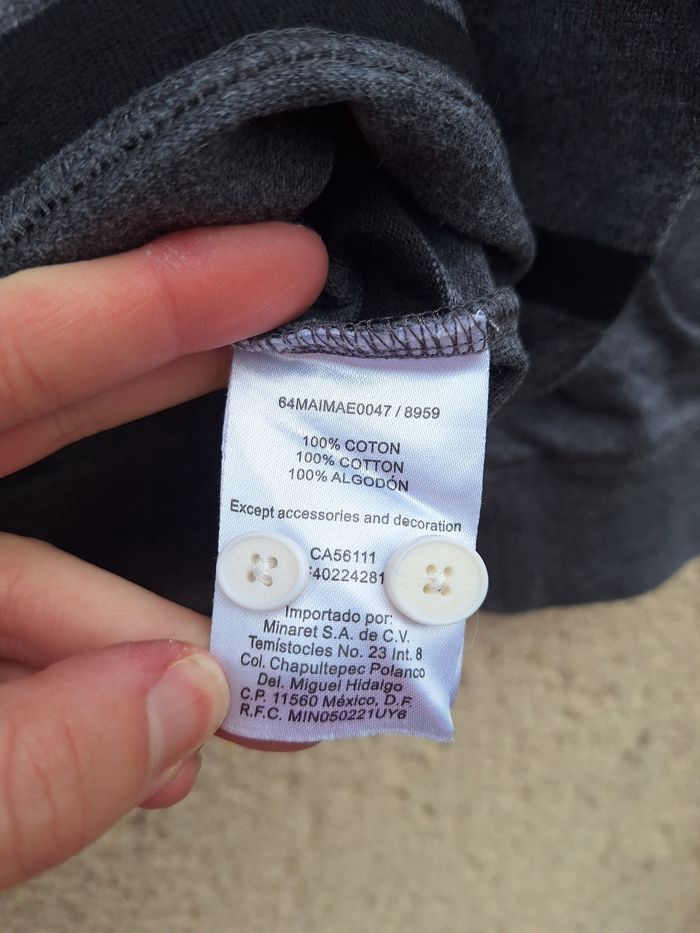 64MAIMAE0047 / 8959
100% COTON
100% COTTON
100% ALGODÓN
Except accessories and decoration
CA56111
40224281
Importado por:
Minaret S.A. de C.V.
Temístocles No. 23 Int. 8
Col. Chapultepec Polanco
Del. Miguel Hidalgo
C.P. 11560 México, D.F.
R.F.C. MIN050221UY6